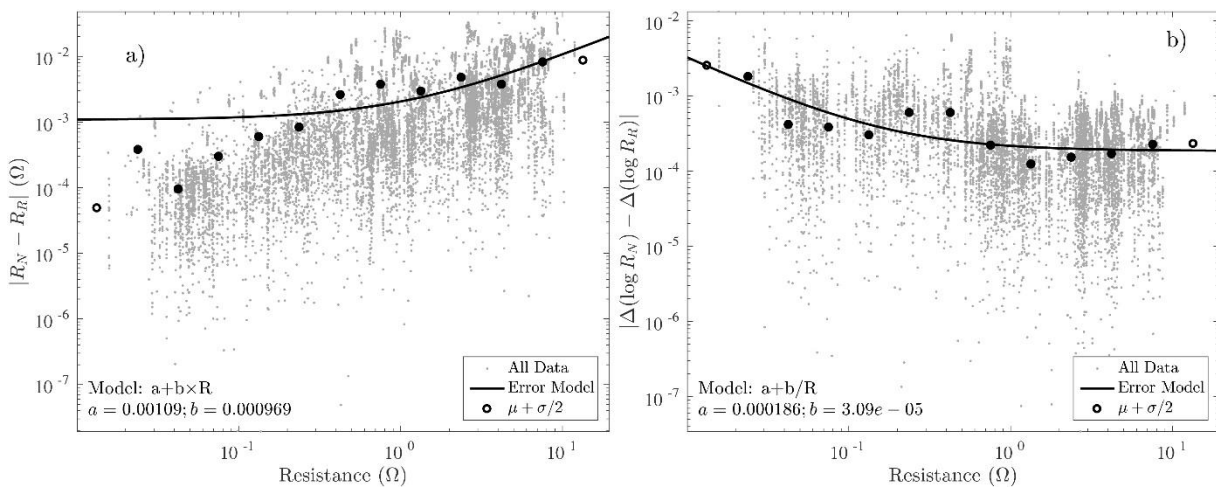 a)
|R_N − R_R| (Ω)
10^-2
10^-3
10^-4
10^-5
10^-6
10^-7
Model: a+b×R
a = 0.00109; b = 0.000969
All Data
Error Model
μ + σ/2
10^-1
10^0
10^1
Resistance (Ω)
b)
|Δ(log R_N) − Δ(log R_R)|
10^-2
10^-3
10^-4
10^-5
10^-6
10^-7
Model: a+b/R
a = 0.000186; b = 3.09e − 05
All Data
Error Model
μ + σ/2
10^-1
10^0
10^1
Resistance (Ω)